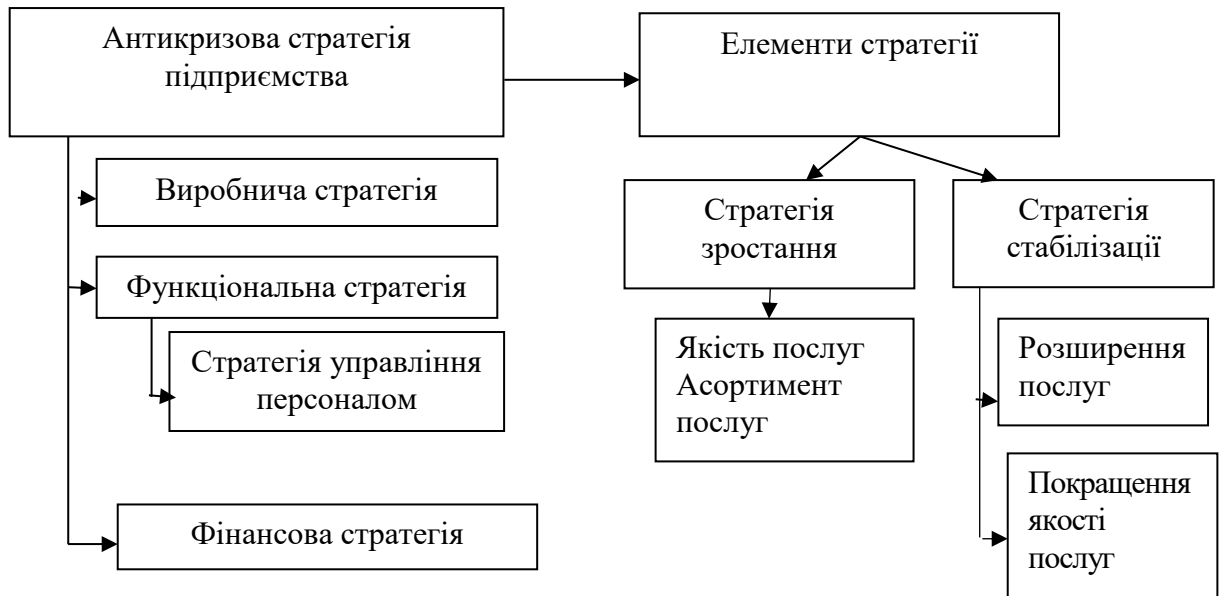 Антикризова стратегія
підприємства
Елементи стратегії
Виробнича стратегія
Функціональна стратегія
Стратегія управління
персоналом
Фінансова стратегія
Стратегія
зростання
Якість послуг
Асортимент
послуг
Стратегія
стабілізації
Розширення
послуг
Покращення
якості
послуг